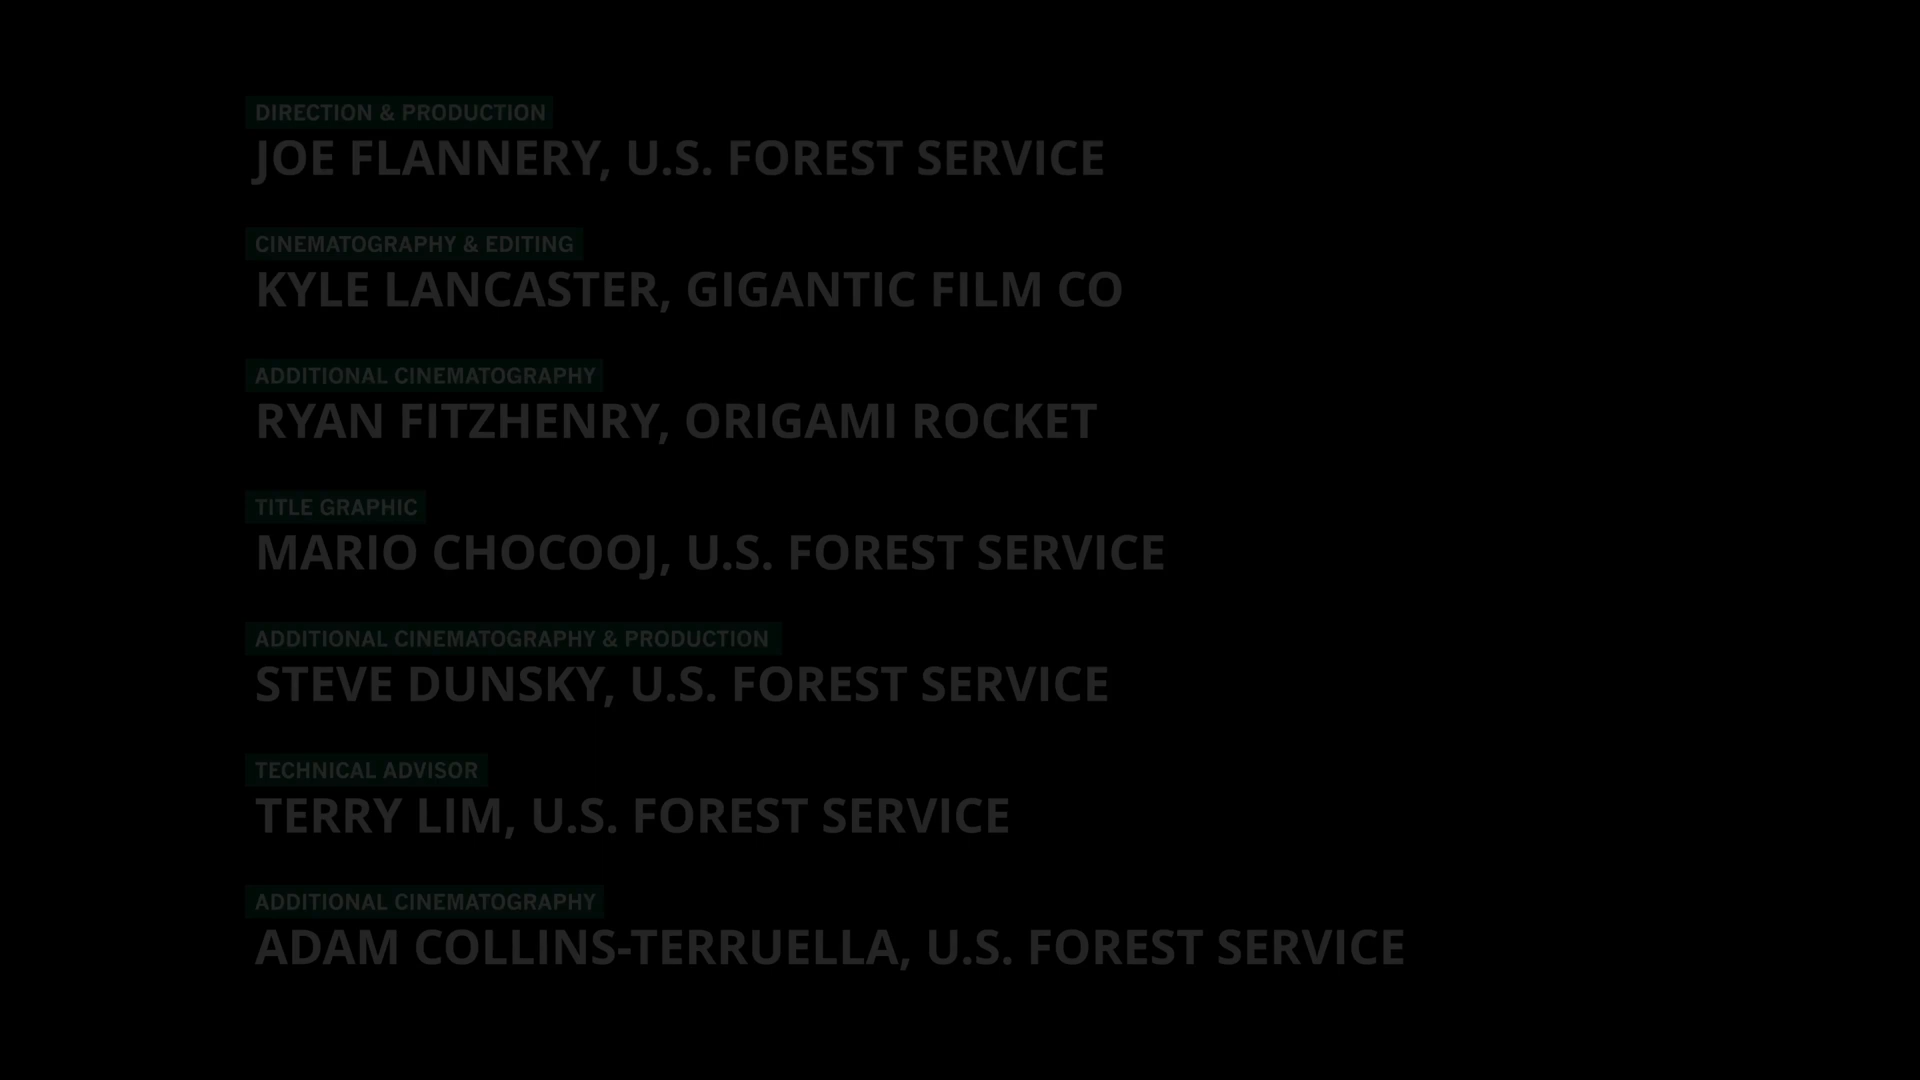 DIRECTION & PRODUCTION
JOE FLANNERY, U.S. FOREST SERVICE
CINEMATOGRAPHY & EDITING
KYLE LANCASTER, GIGANTIC FILM CO
ADDITIONAL CINEMATOGRAPHY
RYAN FITZHENRY, ORIGAMI ROCKET
TITLE GRAPHIC
MARIO CHOCOOJ, U.S. FOREST SERVICE
ADDITIONAL CINEMATOGRAPHY & PRODUCTION
STEVE DUNSKY, U.S. FOREST SERVICE
TECHNICAL ADVISOR
TERRY LIM, U.S. FOREST SERVICE
ADDITIONAL CINEMATOGRAPHY
ADAM COLLINS-TERRUELLA, U.S. FOREST SERVICE